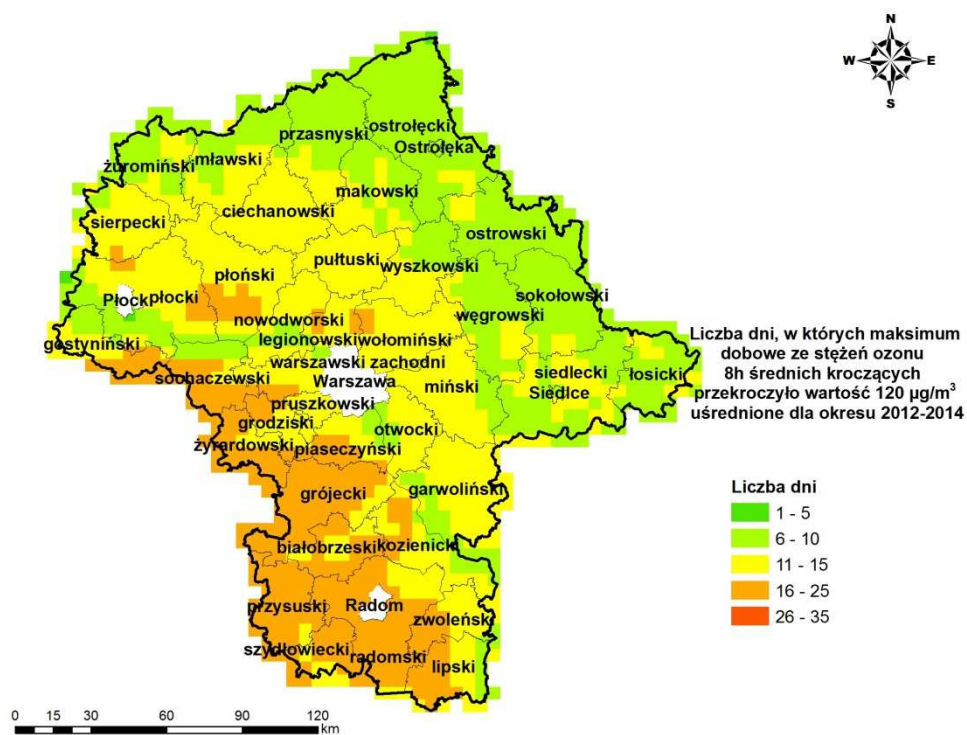 N
W E
S
ostrołęcki
przasnyski
Ostrołęka
mławski
żuromiński
makowski
ciechanowski
sierpecki
ostrowski
pułtuski
wyszkowski
płoński
sokołowski
Płock płocki
węgrowski
nowodworski
legionowski wołomiński
gostyniński
warszawski zachodni
siedlecki
łosicki
sochaczewski
Warszawa
miński
Siedlce
pruszkowski
grodziski
otwocki
żyrardowski piaseczyński
grójecki
garwoliński
białobrzeski kozienicki
przysuski
Radom
zwoleński
szydłowiecki
radomski
lipski
Liczba dni, w których maksimum
dobowe ze stężeń ozonu
8h średnich kroczących
przekroczyło wartość 120 µg/m³
uśrednione dla okresu 2012-2014
Liczba dni
1 - 5
6 - 10
11 - 15
16 - 25
26 - 35
0 15 30 60 90 120
km